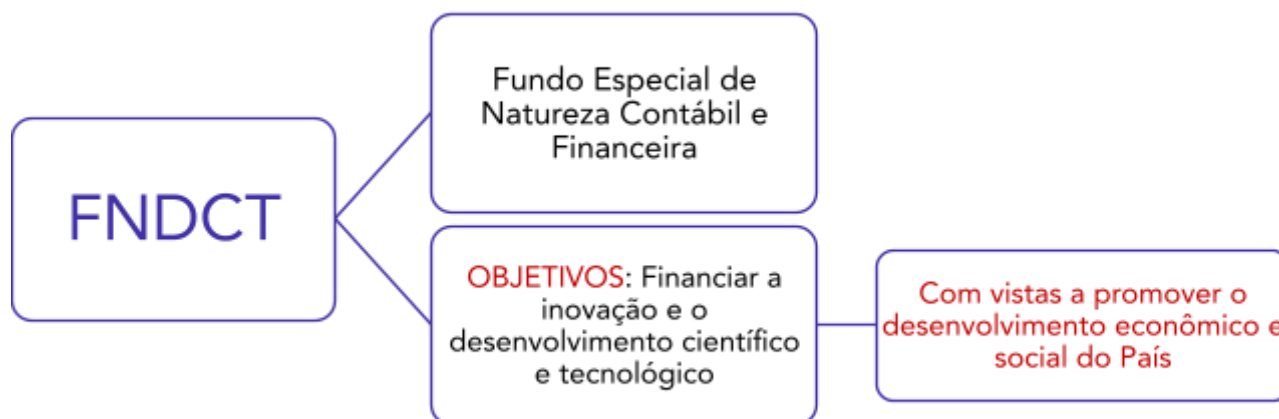 FNDCT
Fundo Especial de
Natureza Contábil e
Financeira
OBJETIVOS: Financiar a
inovação e o
desenvolvimento científico
e tecnológico
Com vistas a promover o
desenvolvimento econômico e
social do País